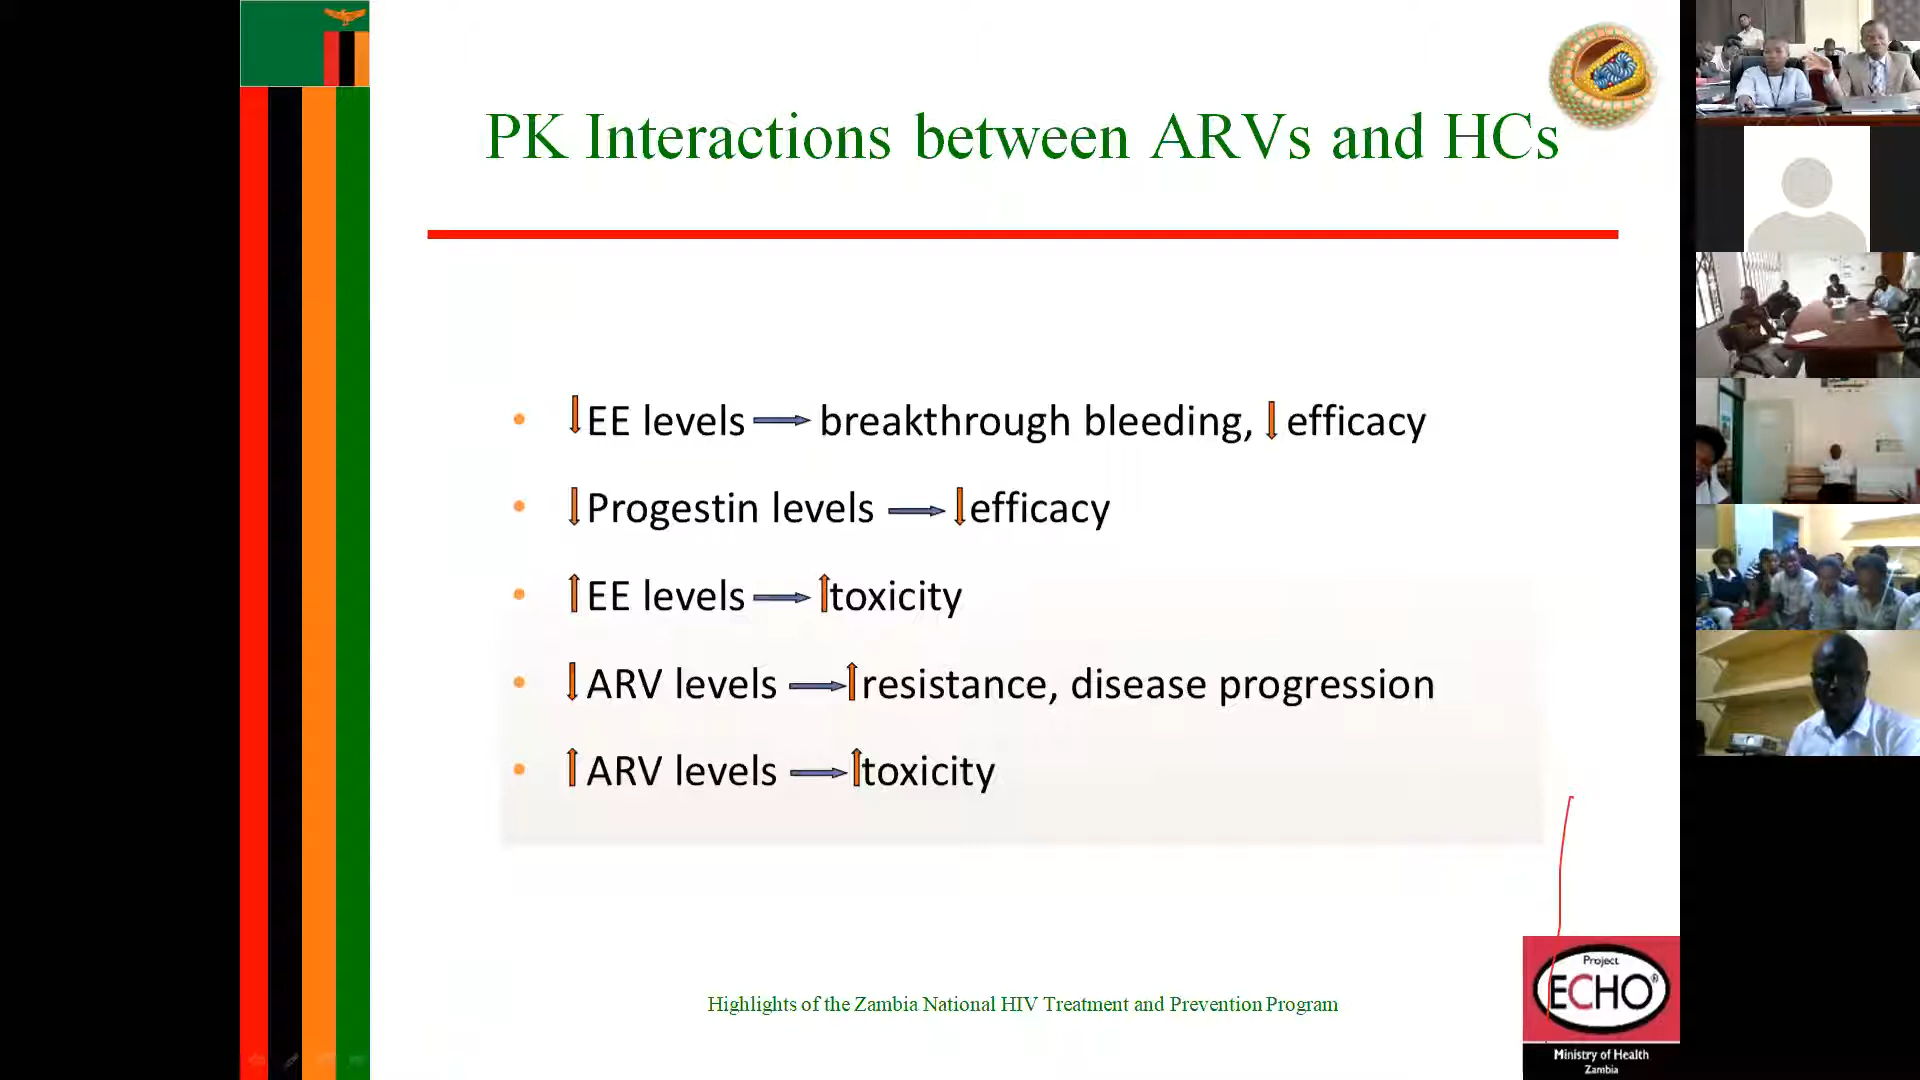 PK Interactions between ARVs and HCs
• ↓EE levels → breakthrough bleeding, ↓ efficacy
• ↓Progestin levels → ↓efficacy
• ↑EE levels → ↑toxicity
• ↓ARV levels → ↑resistance, disease progression
• ↑ARV levels → ↑toxicity
Highlights of the Zambia National HIV Treatment and Prevention Program
Project
ECHO®
Ministry of Health
Zambia